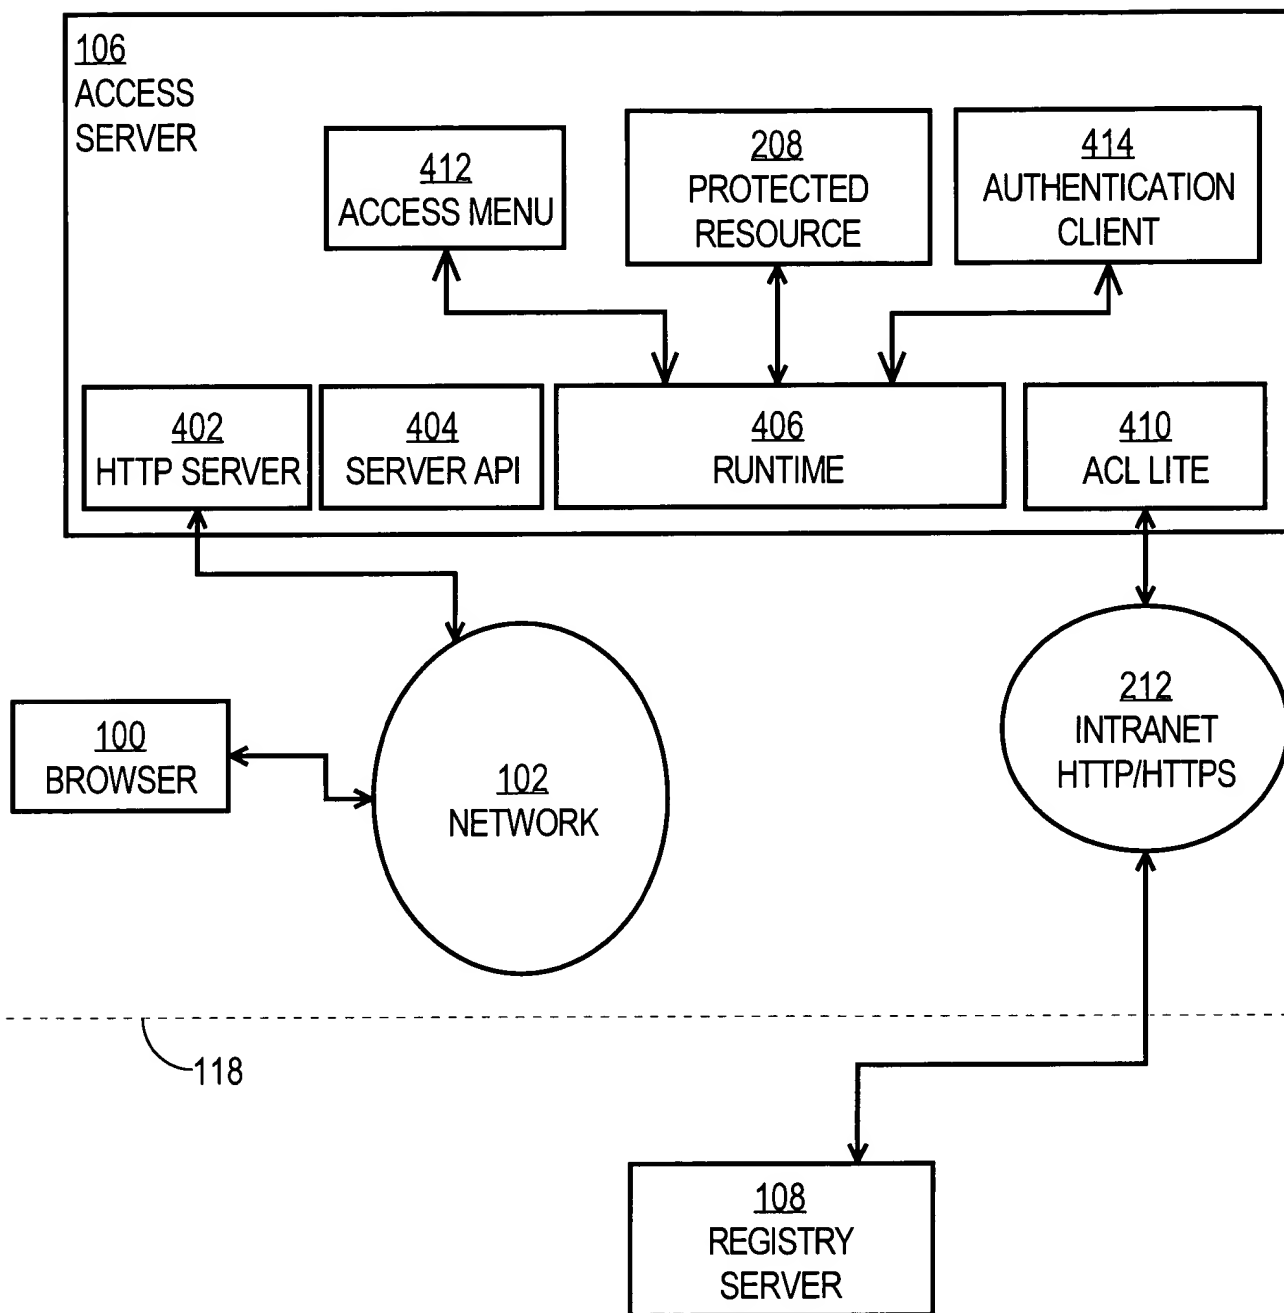 106
ACCESS
SERVER
412
ACCESS MENU
208
PROTECTED
RESOURCE
414
AUTHENTICATION
CLIENT
402
HTTP SERVER
404
SERVER API
406
RUNTIME
410
ACL LITE
100
BROWSER
102
NETWORK
212
INTRANET
HTTP/HTTPS
118
108
REGISTRY
SERVER